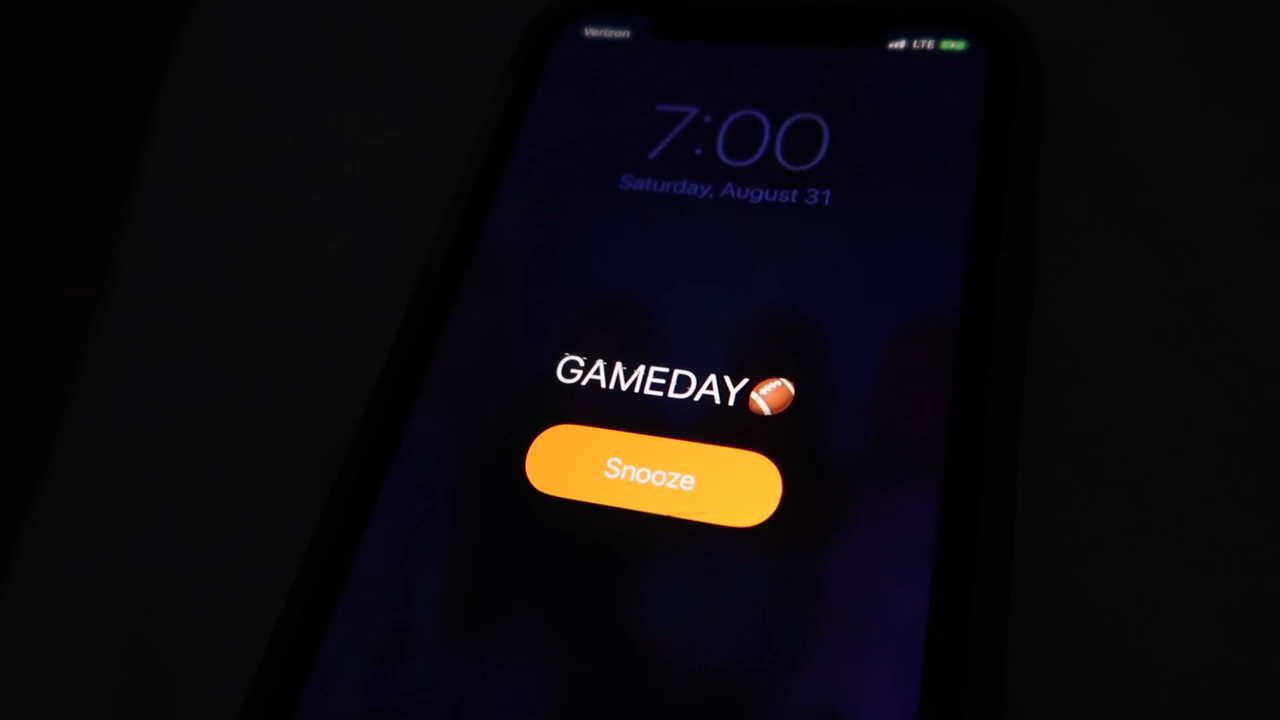 Verizon LTE
7:00
Saturday, August 31
GAMEDAY🏈
Snooze